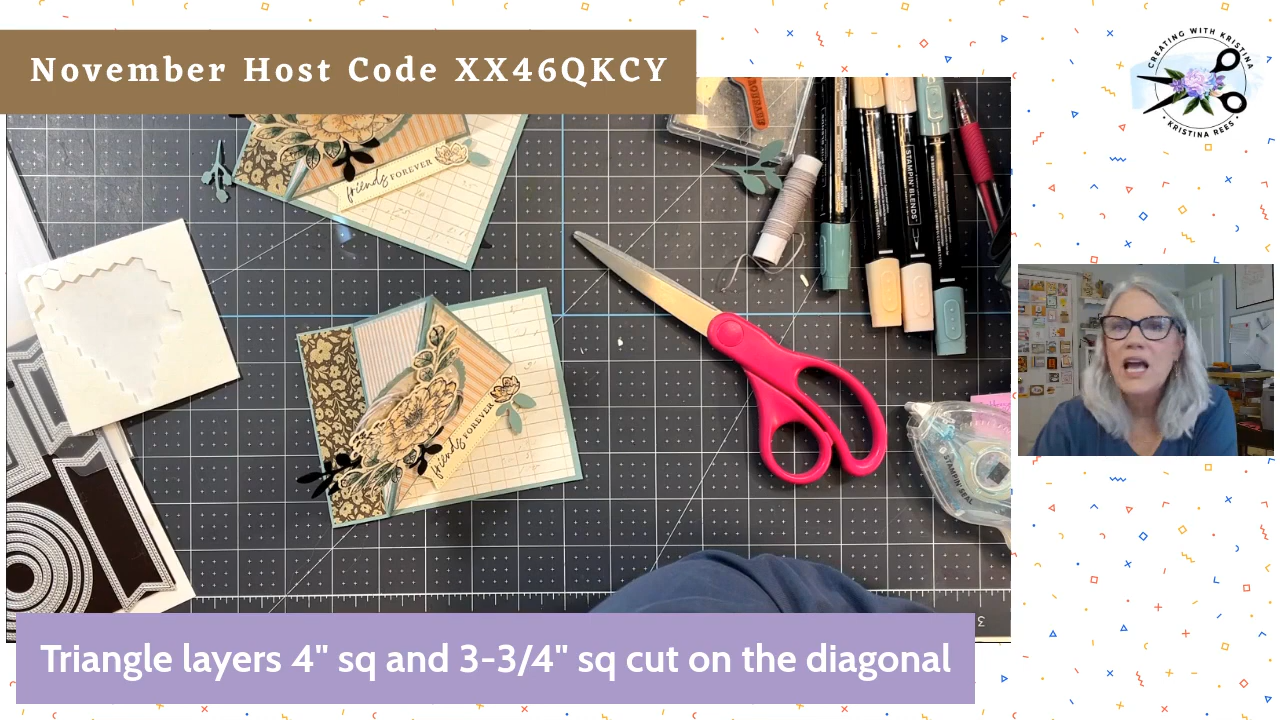 November Host Code XX46QKCY
CREATING WITH KRISTINA
• KRISTINA REES •
friends FOREVER
STAMPIN' BLENDS
friends FOREVER
STAMPIN' SEAL
3
Triangle layers 4" sq and 3-3/4" sq cut on the diagonal